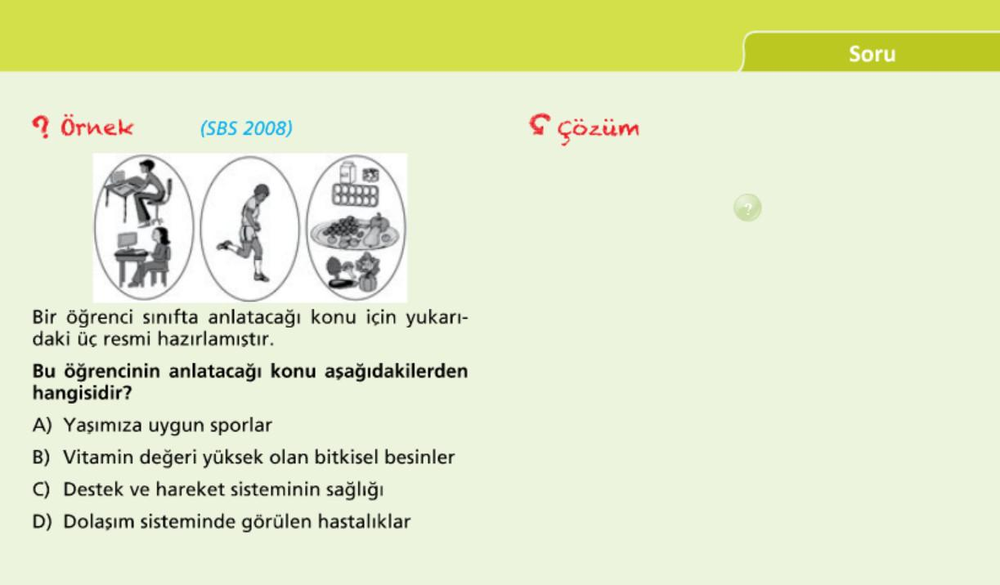 Soru
? Örnek (SBS 2008)
Bir öğrenci sınıfta anlatacağı konu için yukarı-
daki üç resmi hazırlamıştır.
Bu öğrencinin anlatacağı konu aşağıdakilerden
hangisidir?
A) Yaşımıza uygun sporlar
B) Vitamin değeri yüksek olan bitkisel besinler
C) Destek ve hareket sisteminin sağlığı
D) Dolaşım sisteminde görülen hastalıklar
Çözüm
?